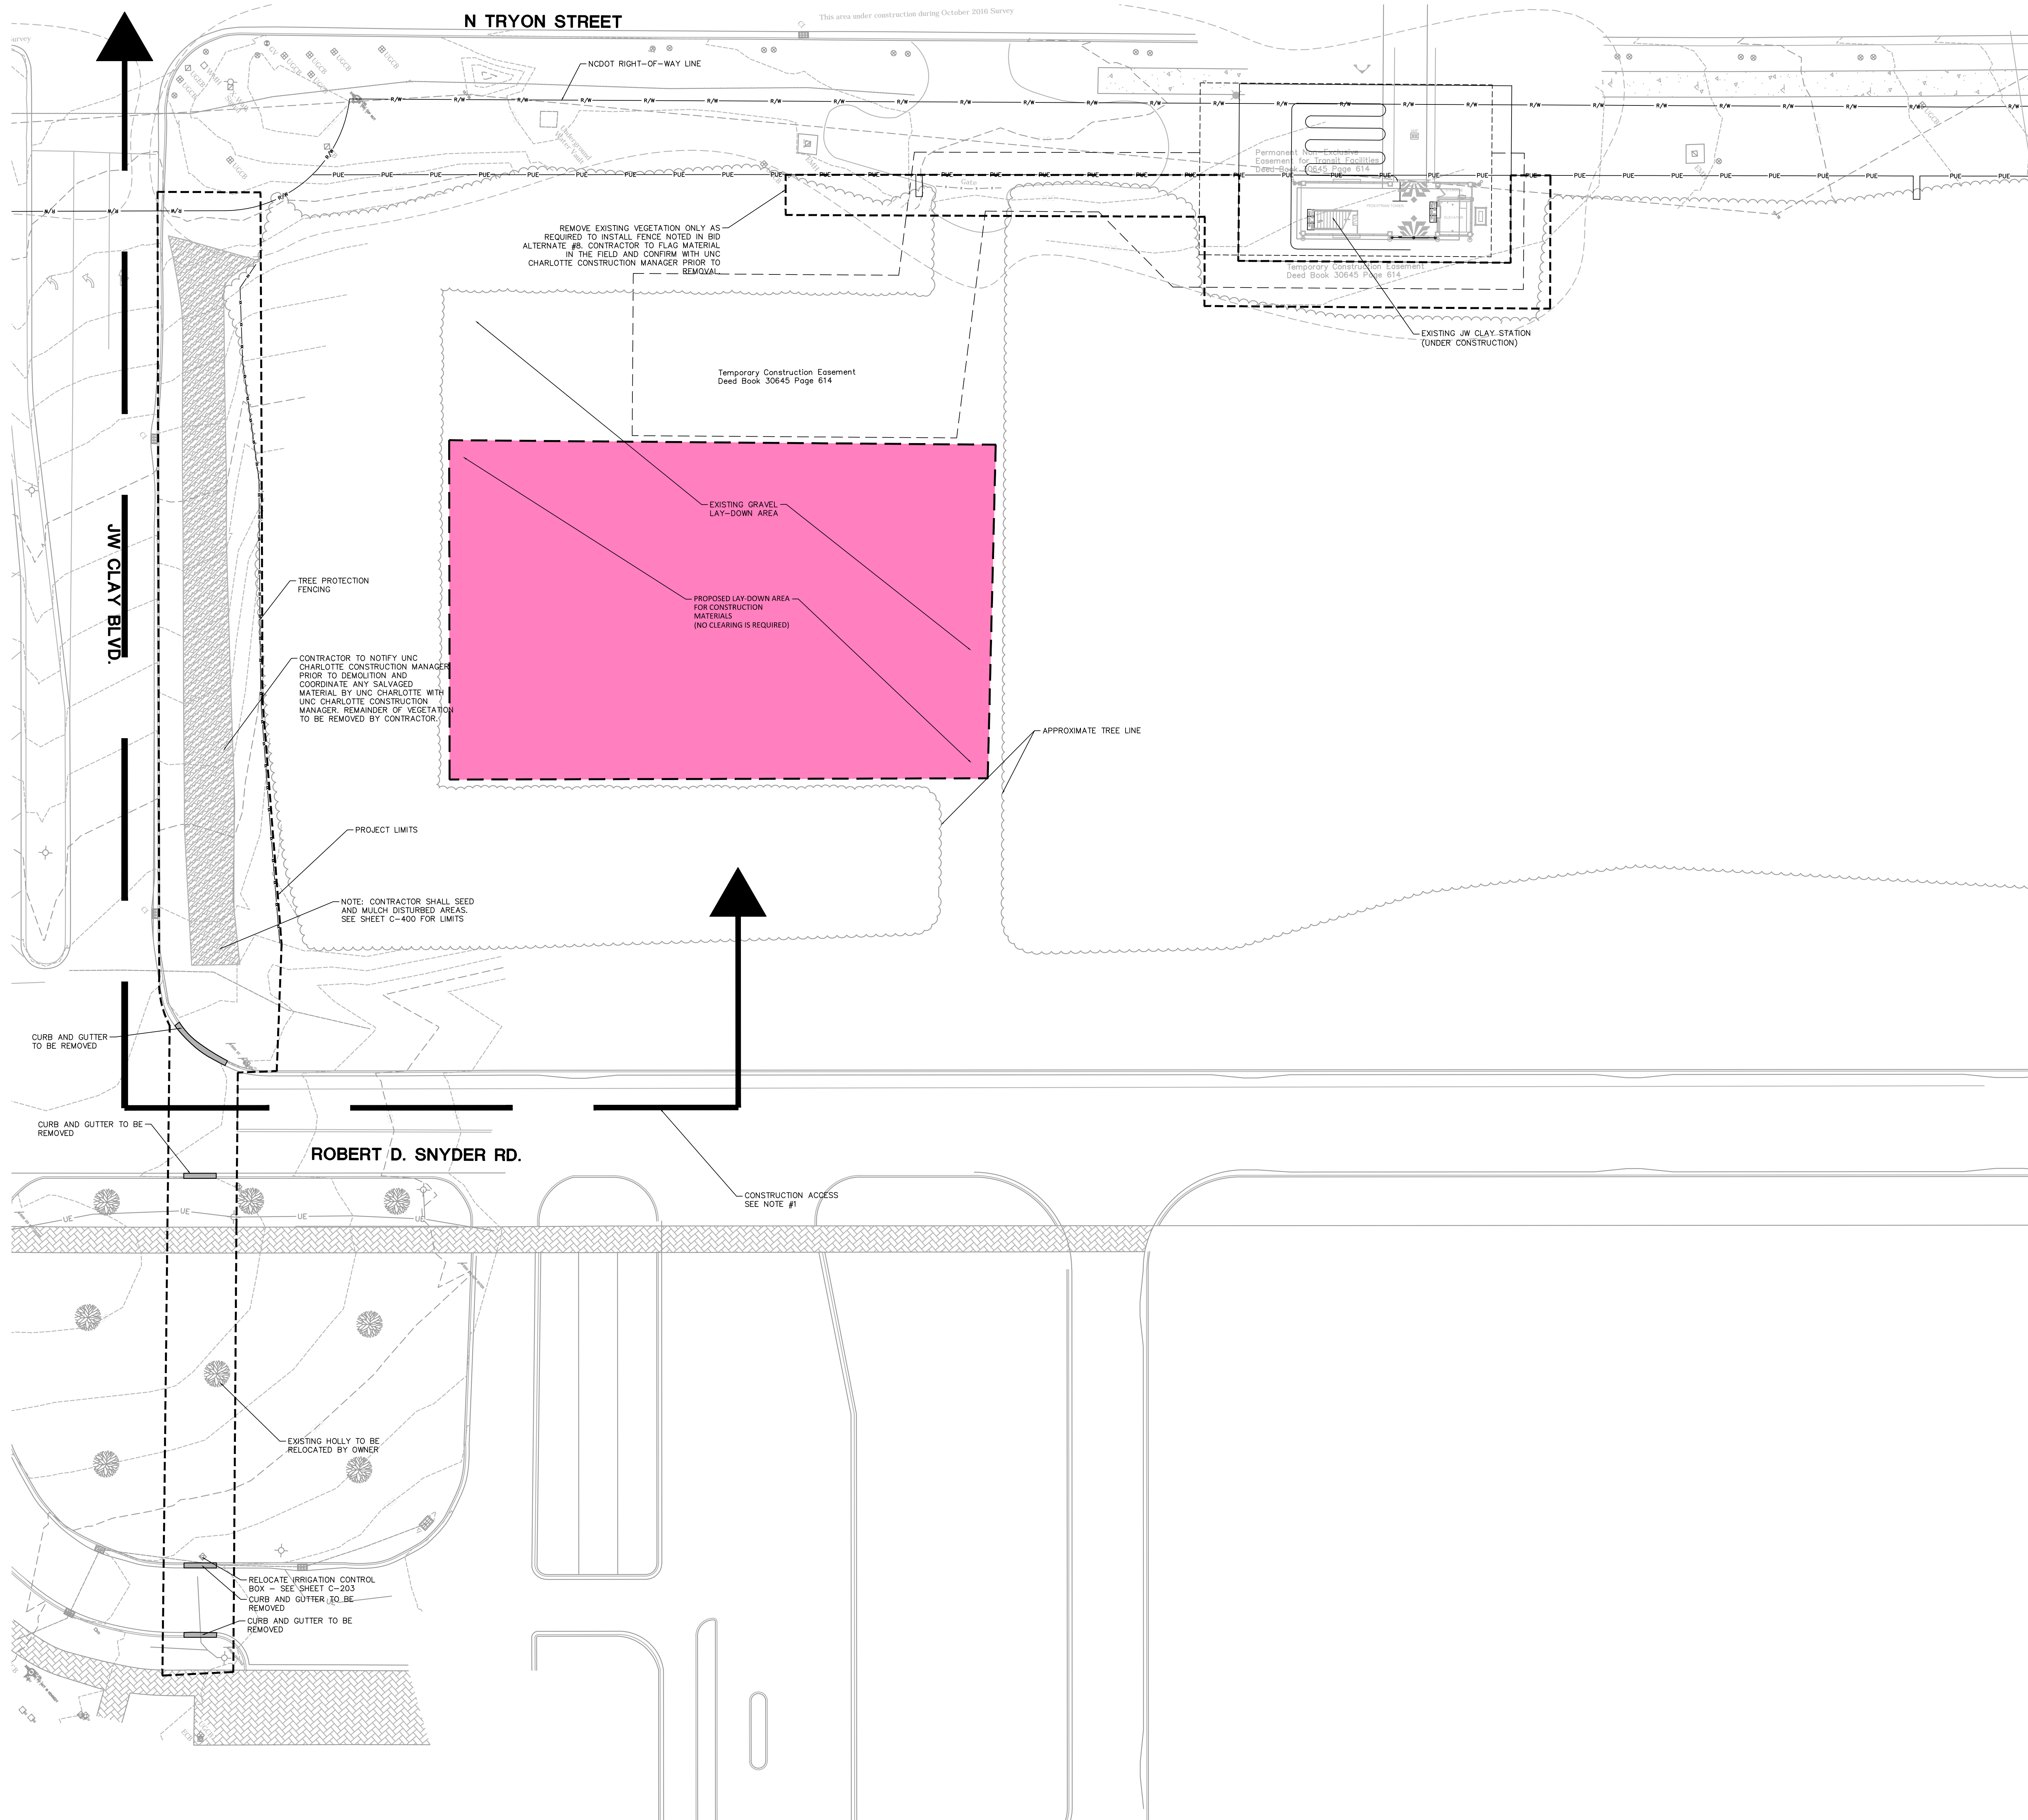 N TRYON STREET
This area under construction during October 2016 Survey
NCDOT RIGHT-OF-WAY LINE
Underground
Water Vault
Gate
Permanent Non-Exclusive
Easement for Transit Facilities
Deed Book 30645 Page 614
REMOVE EXISTING VEGETATION ONLY AS
REQUIRED TO INSTALL FENCE NOTED IN BID
ALTERNATE #8. CONTRACTOR TO FLAG MATERIAL
IN THE FIELD AND CONFIRM WITH UNC
CHARLOTTE CONSTRUCTION MANAGER PRIOR TO
REMOVAL.
Temporary Construction Easement
Deed Book 30645 Page 614
EXISTING JW CLAY STATION
(UNDER CONSTRUCTION)
Temporary Construction Easement
Deed Book 30645 Page 614
EXISTING GRAVEL
LAY-DOWN AREA
JW CLAY BLVD.
TREE PROTECTION
FENCING
PROPOSED LAY-DOWN AREA
FOR CONSTRUCTION
MATERIALS
(NO CLEARING IS REQUIRED)
CONTRACTOR TO NOTIFY UNC
CHARLOTTE CONSTRUCTION MANAGER
PRIOR TO DEMOLITION AND
COORDINATE ANY SALVAGED
MATERIAL BY UNC CHARLOTTE WITH
UNC CHARLOTTE CONSTRUCTION
MANAGER. REMAINDER OF VEGETATION
TO BE REMOVED BY CONTRACTOR.
APPROXIMATE TREE LINE
PROJECT LIMITS
NOTE: CONTRACTOR SHALL SEED
AND MULCH DISTURBED AREAS.
SEE SHEET C-400 FOR LIMITS
CURB AND GUTTER
TO BE REMOVED
CURB AND GUTTER TO BE
REMOVED
ROBERT D. SNYDER RD.
CONSTRUCTION ACCESS
SEE NOTE #1
UE
UE
UE
UE
EXISTING HOLLY TO BE
RELOCATED BY OWNER
RELOCATE IRRIGATION CONTROL
BOX - SEE SHEET C-203
CURB AND GUTTER TO BE
REMOVED
UE
CURB AND GUTTER TO BE
REMOVED